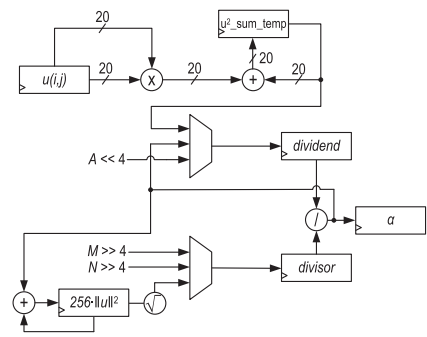 20
u²_sum_temp
20
20
20
20
u(i,j)
x
+
A << 4
dividend
/
α
M >> 4
N >> 4
divisor
+
256·‖u‖²
√